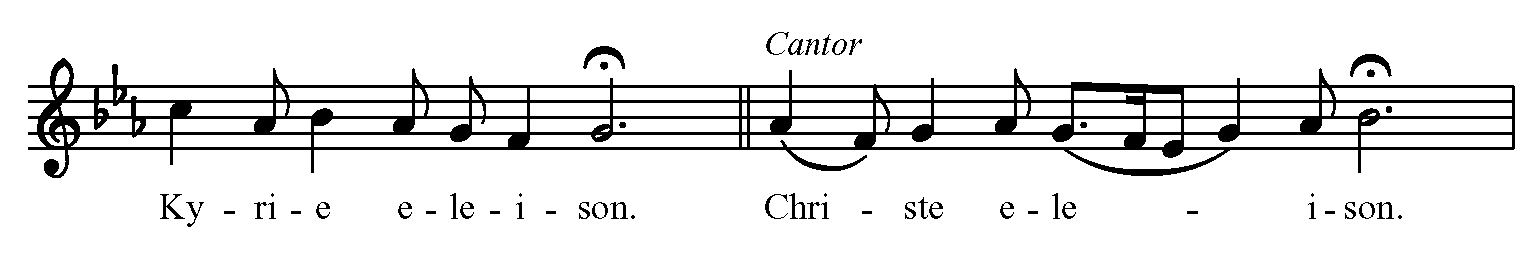 Cantor
Ky - ri - e e - le - i - son. Chri - ste e - le - i - son.